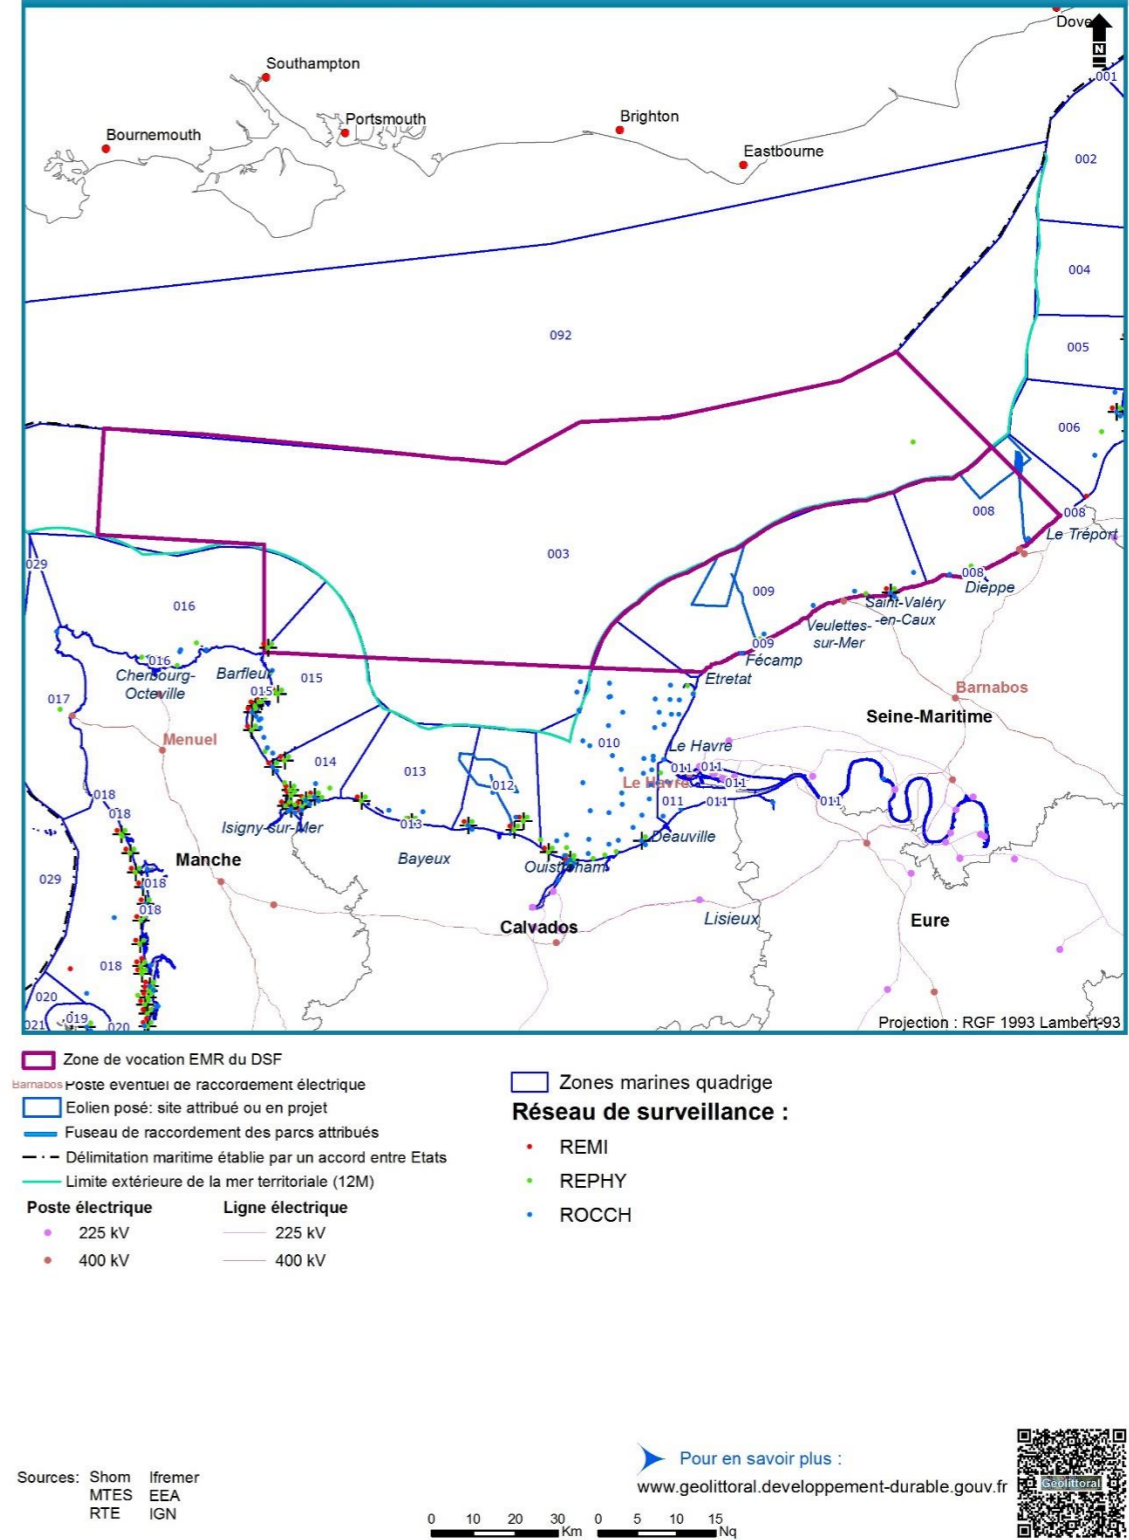 Dove
N
Southampton
001
Portsmouth
Brighton
Bournemouth
Eastbourne
002
004
092
005
006
003
008
008
Le Tréport
029
016
009
008
Dieppe
Saint-Valéry
-en-Caux
Veulettes-
sur-Mer
009
Fécamp
016
Cherbourg-
Octeville
Barfleur
015
Etretat
015
017
Barnabos
Seine-Maritime
Menuel
010
Le Havre
014
013
011
011
Le Havre
011
012
018
011
011
011
018
013
Isigny-sur-Mer
Deauville
Manche
Bayeux
Ouistreham
029
018
018
Calvados
Lisieux
Eure
018
020
021
019
020
Projection : RGF 1993 Lambert-93
Zone de vocation EMR du DSF
Barnabos Poste éventuel de raccordement électrique
Eolien posé: site attribué ou en projet
Fuseau de raccordement des parcs attribués
Délimitation maritime établie par un accord entre Etats
Limite extérieure de la mer territoriale (12M)
Poste électrique
Ligne électrique
225 kV
225 kV
400 kV
400 kV
Zones marines quadrige
Réseau de surveillance :
REMI
REPHY
ROCCH
Sources: Shom Ifremer
MTES EEA
RTE IGN
Pour en savoir plus :
www.geolittoral.developpement-durable.gouv.fr
Géolittoral
0 10 20 30
Km
0 5 10 15
Nq